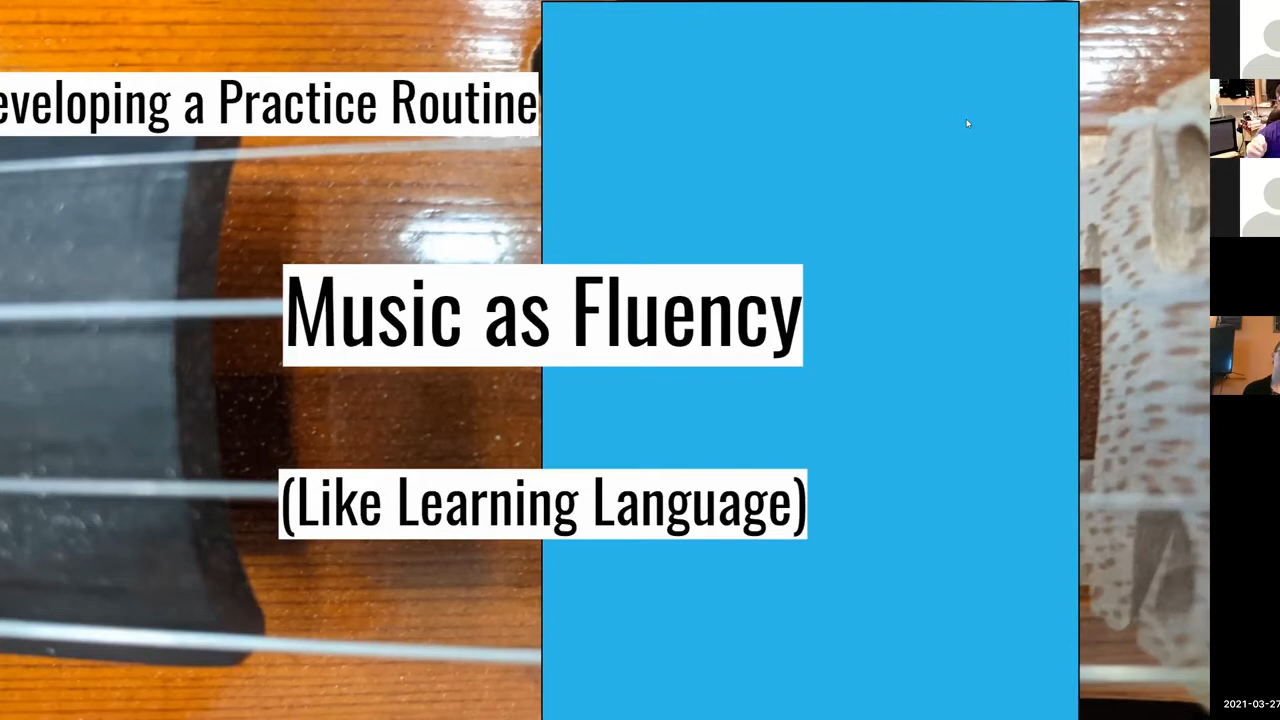 eveloping a Practice Routine
Music as Fluency
(Like Learning Language)
2021-03-27